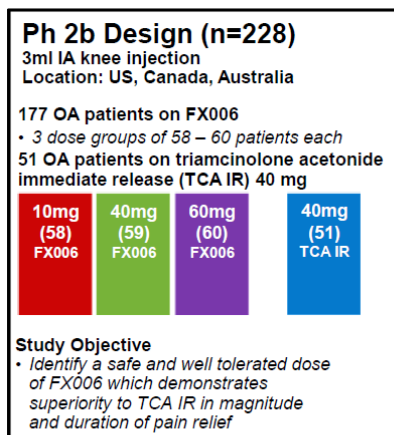 Ph 2b Design (n=228)
3ml IA knee injection
Location: US, Canada, Australia
177 OA patients on FX006
• 3 dose groups of 58 – 60 patients each
51 OA patients on triamcinolone acetonide
immediate release (TCA IR) 40 mg
10mg
(58)
FX006
40mg
(59)
FX006
60mg
(60)
FX006
40mg
(51)
TCA IR
Study Objective
• Identify a safe and well tolerated dose
of FX006 which demonstrates
superiority to TCA IR in magnitude
and duration of pain relief